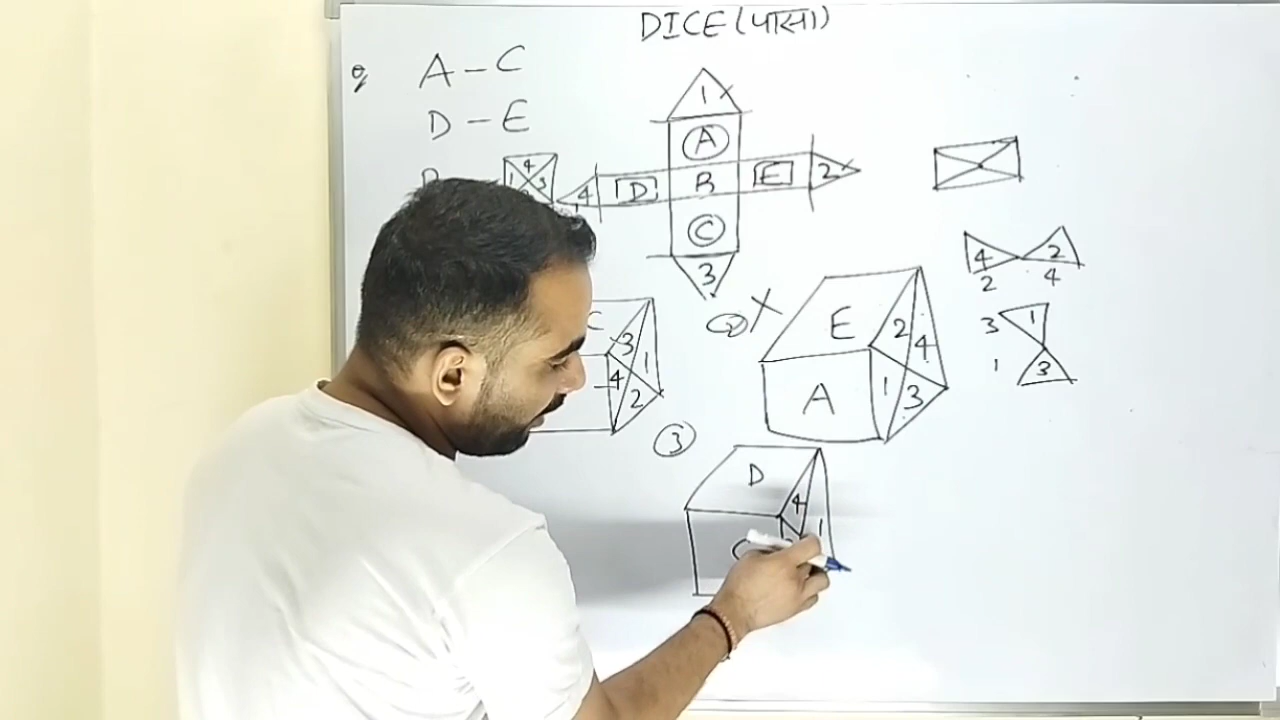 DICE (पासा)
Q A – C
D – E
1
A
4 D B E 2
C
3
4
1 3
C
3 1
4 2
② X
E
2 4
A 1 3
4 2
2 4
3 1
1 3
③
D
4
C 1